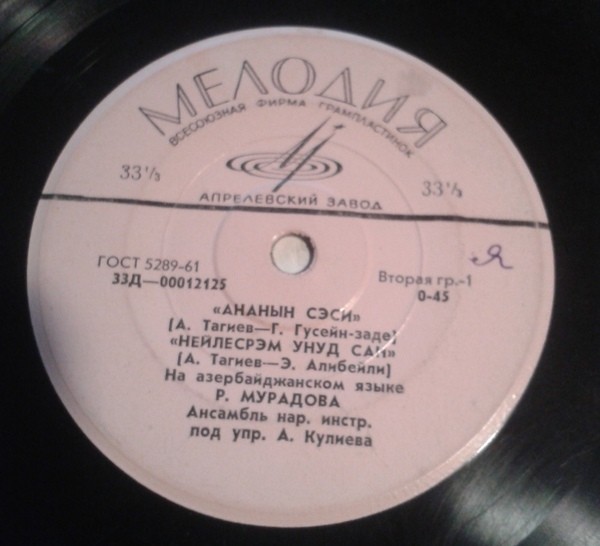 МЕЛОДИЯ
ВСЕСОЮЗНАЯ ФИРМА ГРАМПЛАСТИНОК
33⅓ 33⅓
АПРЕЛЕВСКИЙ ЗАВОД
ГОСТ 5289-61
33Д—00012125
Вторая гр.-1
0-45
Я
«АНАНЫН СЭСИ»
(А. Тагиев—Г. Гусейн-заде)
«НЕЙЛЕСРЭМ УНУД САН»
(А. Тагиев—Э. Алибейли)
На азербайджанском языке
Р. МУРАДОВА
Ансамбль нар. инстр.
под упр. А. Кулиева